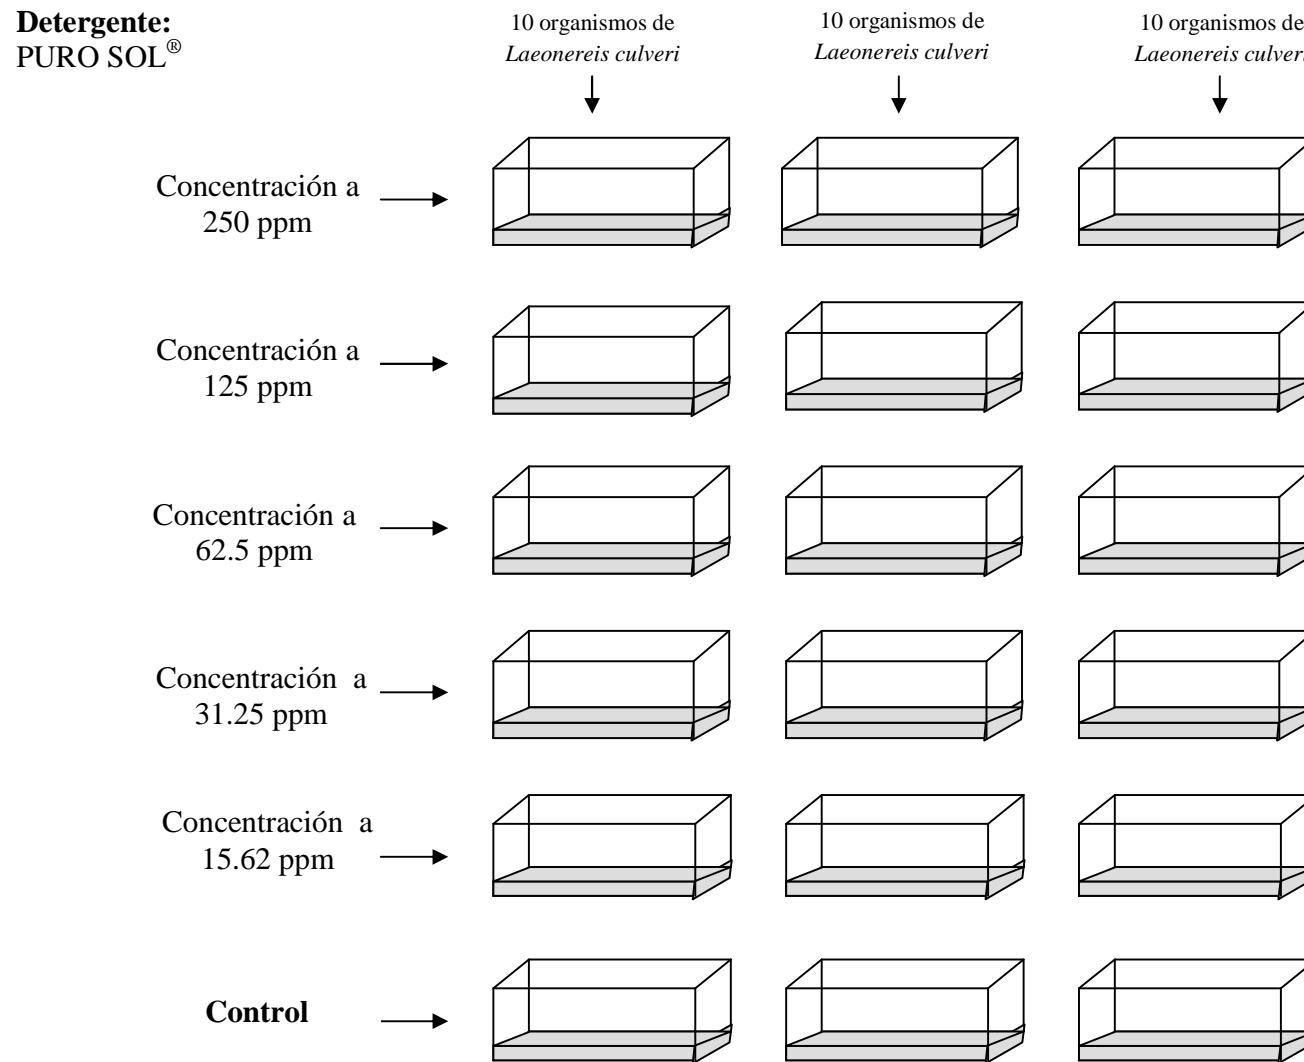 Detergente:
PURO SOL®
10 organismos de
Laeonereis culveri
10 organismos de
Laeonereis culveri
10 organismos de
Laeonereis culveri
Concentración a
250 ppm
Concentración a
125 ppm
Concentración a
62.5 ppm
Concentración a
31.25 ppm
Concentración a
15.62 ppm
Control